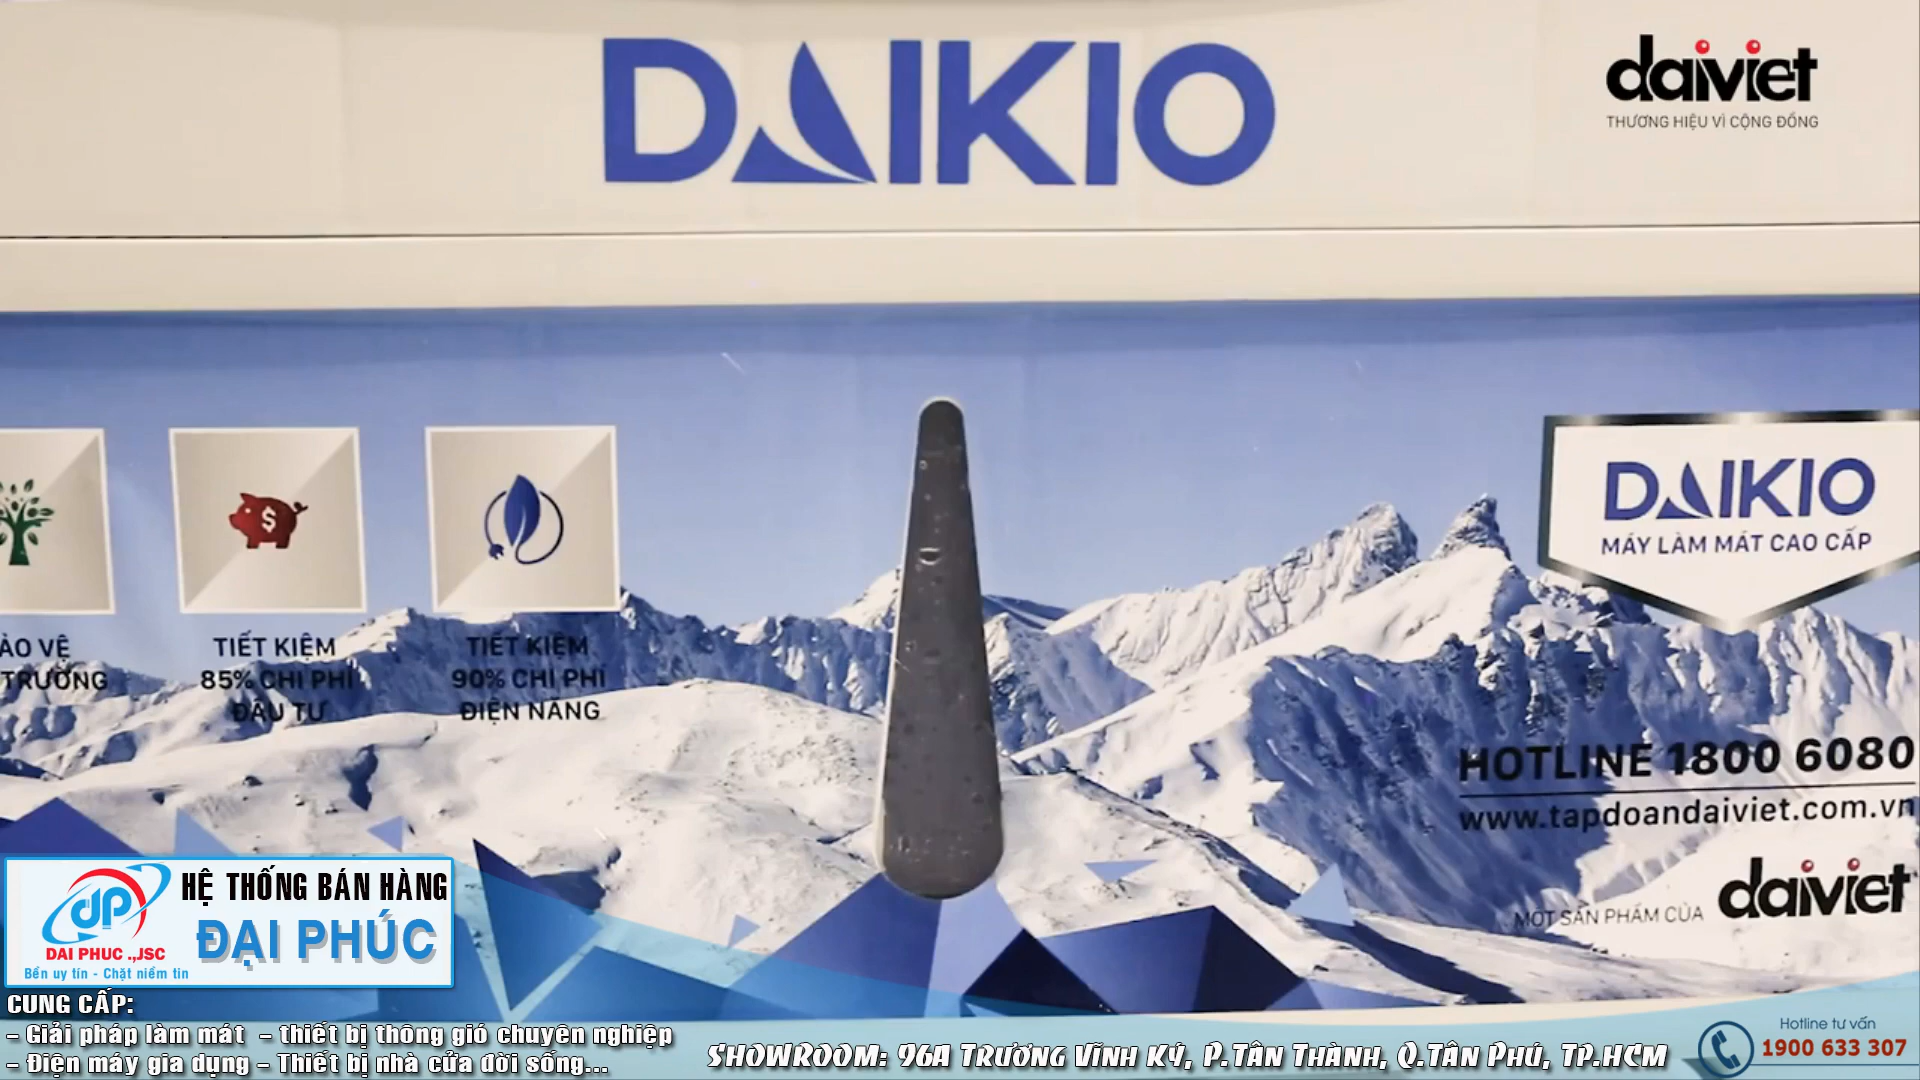 DAIKIO
daiviet
THƯƠNG HIỆU VÌ CỘNG ĐỒNG
DAIKIO
MÁY LÀM MÁT CAO CẤP
ẢO VỆ
TRƯỜNG
TIẾT KIỆM
85% CHI PHÍ
ĐẦU TƯ
TIẾT KIỆM
90% CHI PHÍ
ĐIỆN NĂNG
HOTLINE 1800 6080
www.tapdoandaiviet.com.vn
MỘT SẢN PHẨM CỦA daiviet
dp
DAI PHUC .,JSC
Bền uy tín - Chặt niềm tin
HỆ THỐNG BÁN HÀNG
ĐẠI PHÚC
CUNG CẤP:
- Giải pháp làm mát - thiết bị thông gió chuyên nghiệp
- Điện máy gia dụng - Thiết bị nhà cửa đời sống...
SHOWROOM: 96A TRƯƠNG VĨNH KÝ, P.TÂN THÀNH, Q.TÂN PHÚ, TP.HCM
Hotline tư vấn
1900 633 307